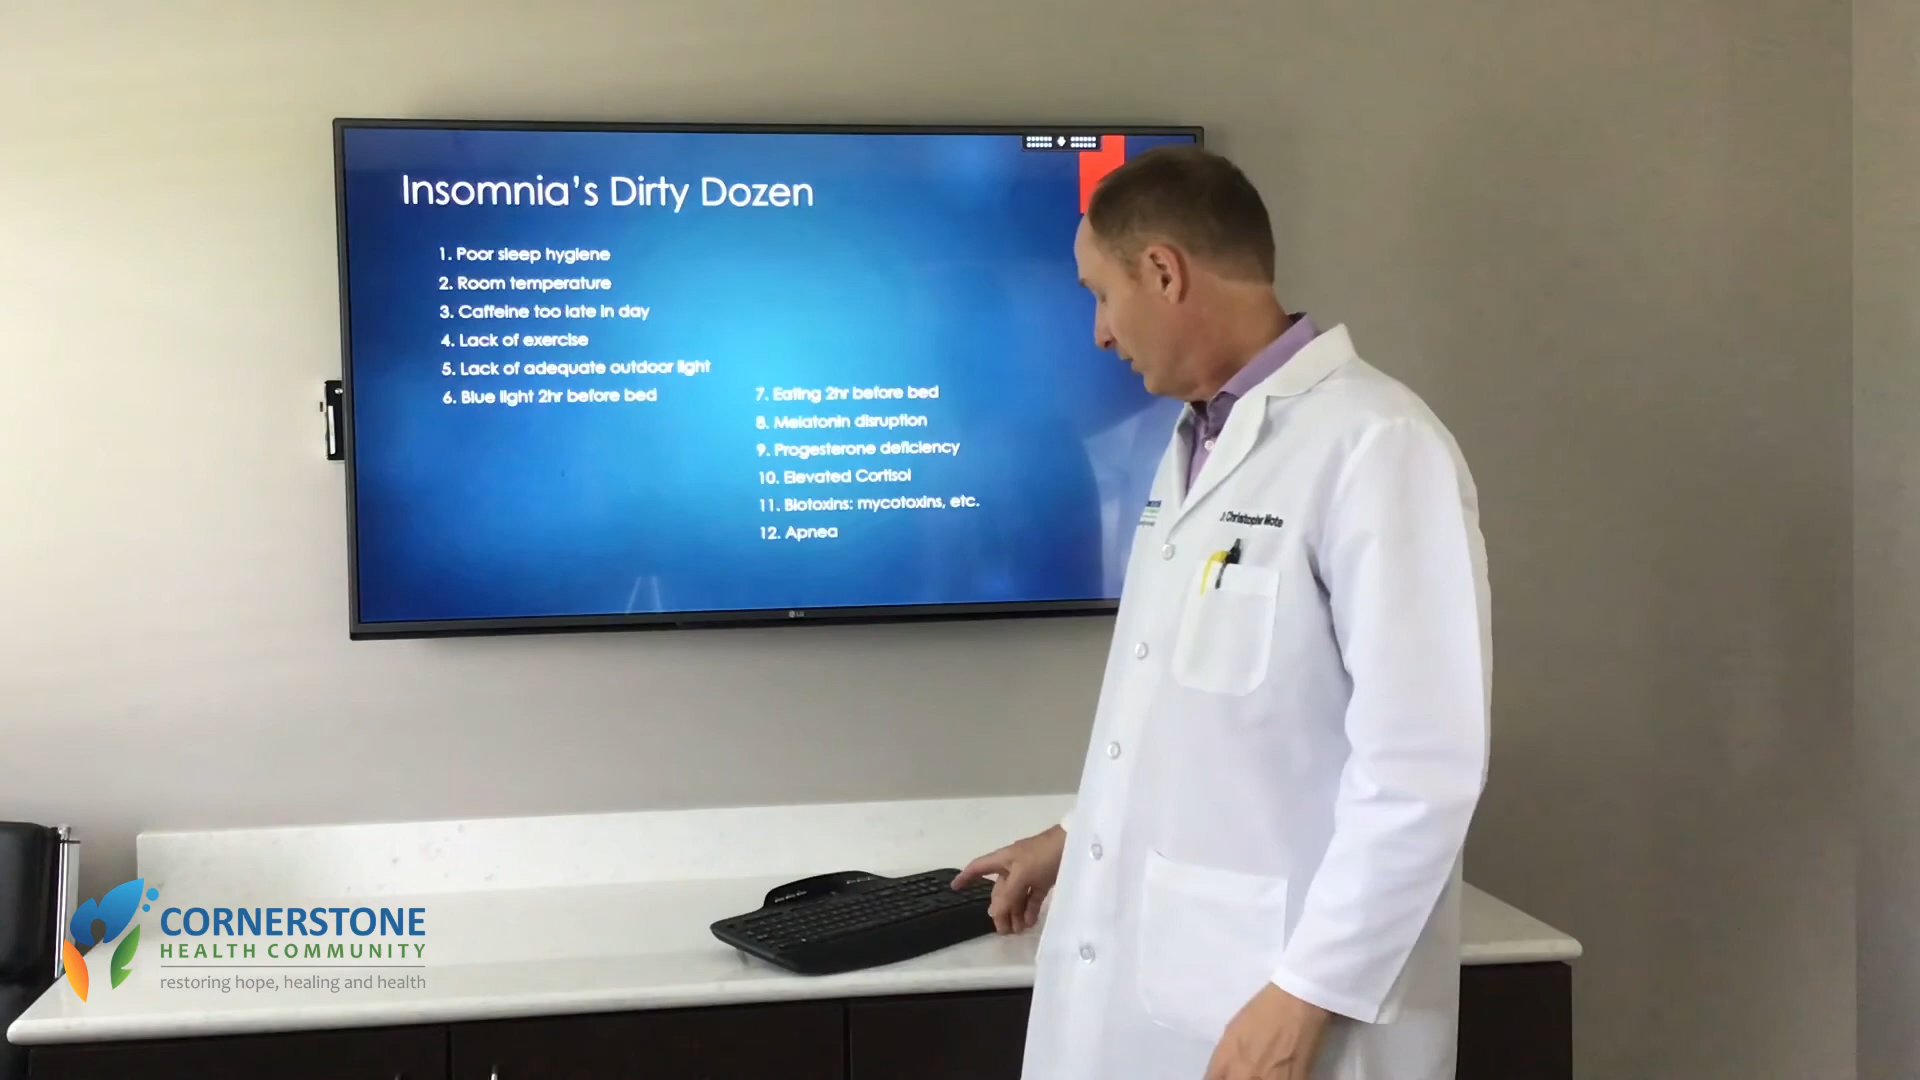 Insomnia's Dirty Dozen
1. Poor sleep hygiene
2. Room temperature
3. Caffeine too late in day
4. Lack of exercise
5. Lack of adequate outdoor light
6. Blue light 2hr before bed
7. Eating 2hr before bed
8. Melatonin disruption
9. Progesterone deficiency
10. Elevated Cortisol
11. Biotoxins: mycotoxins, etc.
12. Apnea
LG
J. Christopher Mote
CORNERSTONE
HEALTH COMMUNITY
restoring hope, healing and health